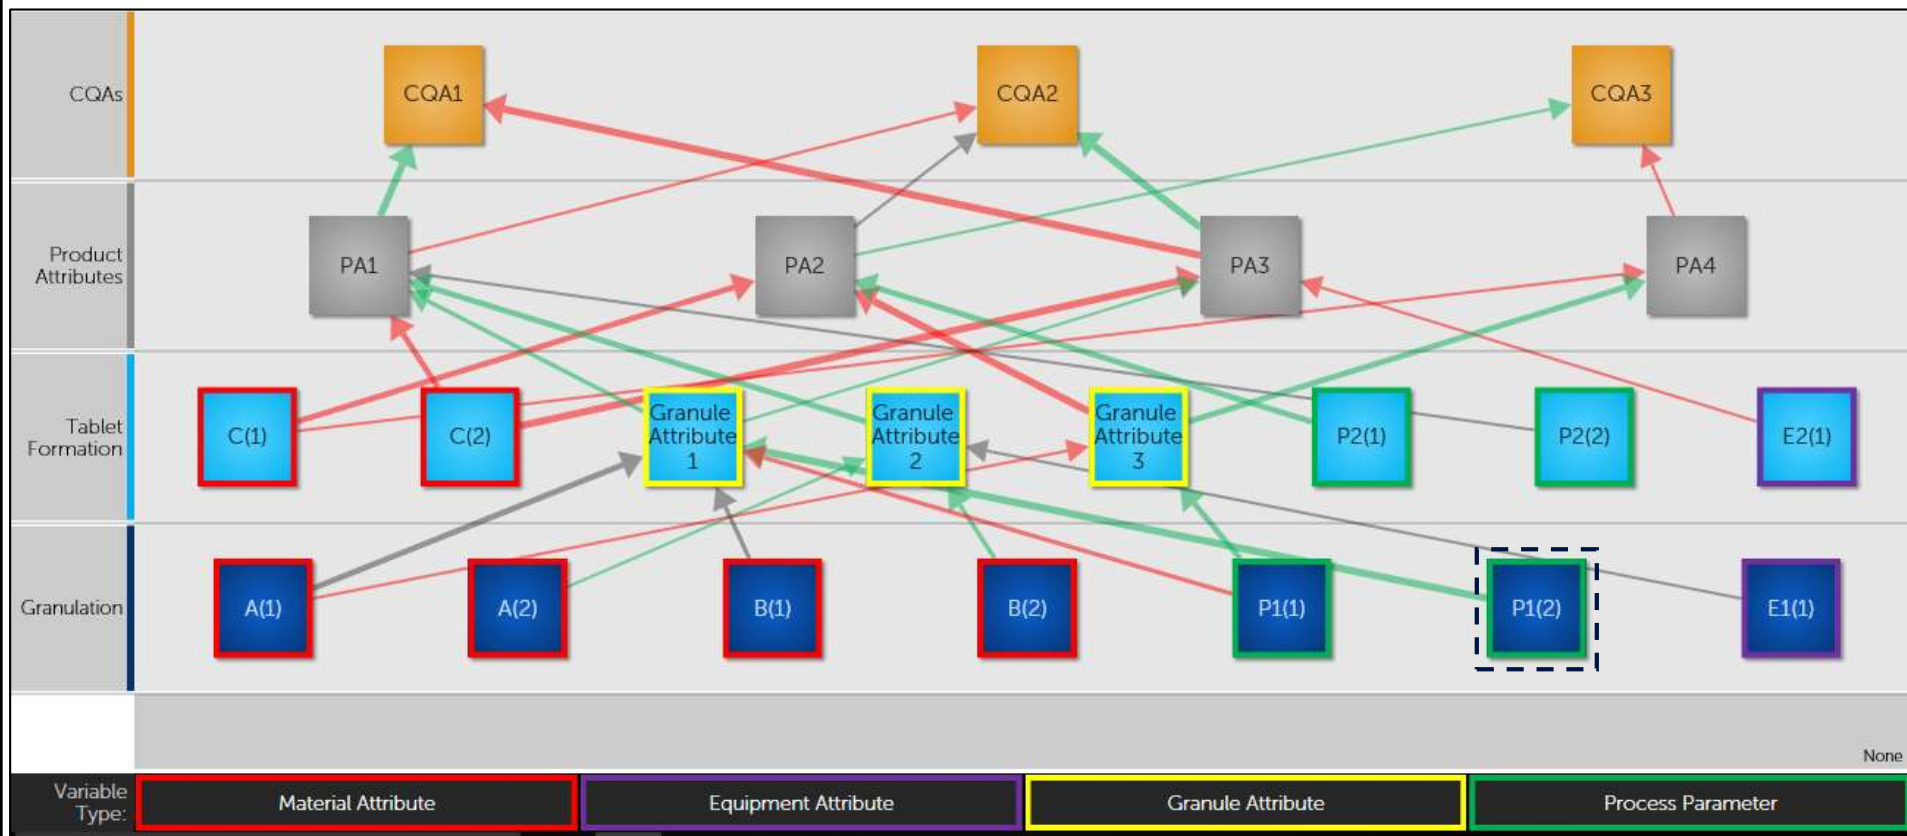 CQAs
CQA1
CQA2
CQA3
Product
Attributes
PA1
PA2
PA3
PA4
Tablet
Formation
C(1)
C(2)
Granule
Attribute
1
Granule
Attribute
2
Granule
Attribute
3
P2(1)
P2(2)
E2(1)
Granulation
A(1)
A(2)
B(1)
B(2)
P1(1)
P1(2)
E1(1)
None
Variable
Type:
Material Attribute
Equipment Attribute
Granule Attribute
Process Parameter